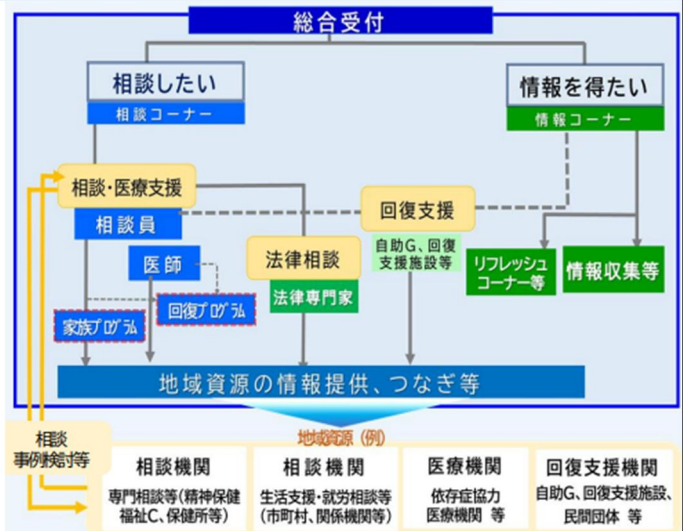 総合受付
相談したい
相談コーナー
情報を得たい
情報コーナー
相談・医療支援
相談員
回復支援
自助G、回復
支援施設等
医師
法律相談
法律専門家
リフレッシュ
コーナー等
情報収集等
家族プログラム
回復プログラム
地域資源の情報提供、つなぎ等
相談
事例検討等
地域資源（例）
相談機関
専門相談等(精神保健
福祉C、保健所等)
相談機関
生活支援・就労相談等
(市町村、関係機関等)
医療機関
依存症協力
医療機関 等
回復支援機関
自助G、回復支援施設、
民間団体 等